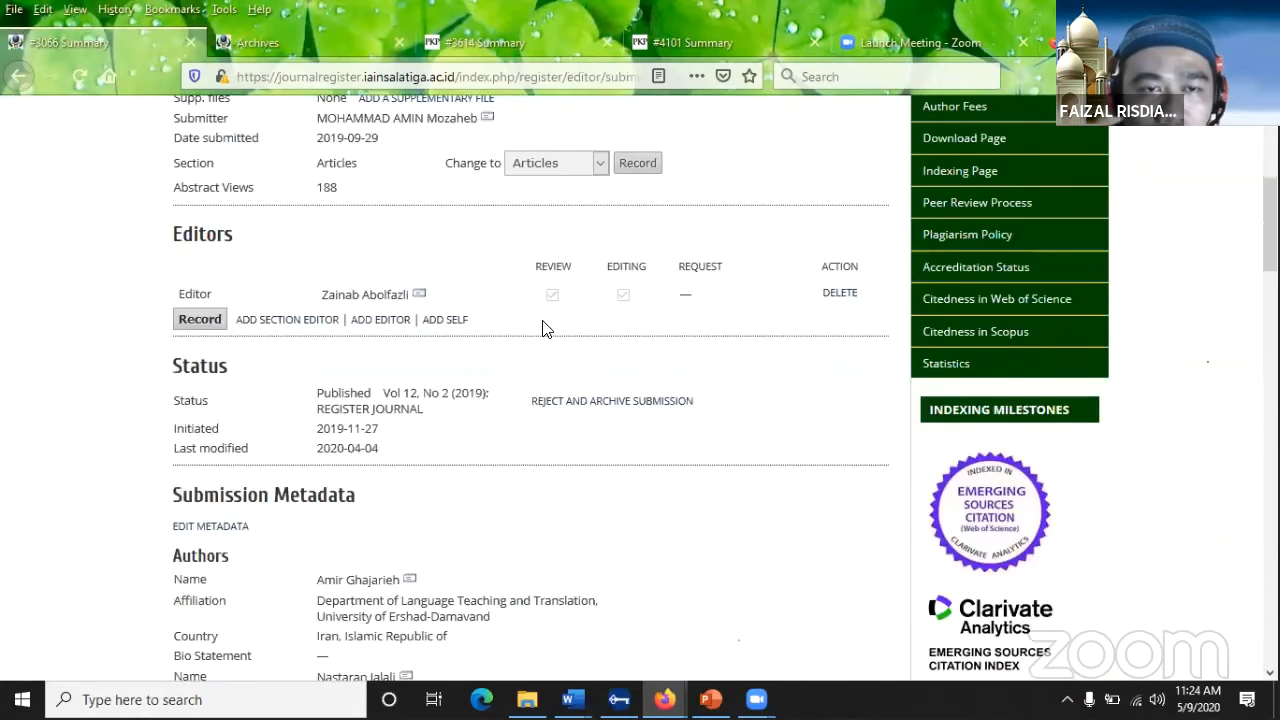 File Edit View History Bookmarks Tools Help
#3066 Summary
Archives
PKP #3614 Summary
PKP #4101 Summary
Launch Meeting - Zoom
https://journalregister.iainsalatiga.ac.id/index.php/register/editor/subm
Search
FAIZAL RISDIA...
Supp. files None ADD A SUPPLEMENTARY FILE
Submitter MOHAMMAD AMIN Mozaheb
Date submitted 2019-09-29
Section Articles Change to Articles Record
Abstract Views 188
Editors
REVIEW EDITING REQUEST ACTION
Editor Zainab Abolfazli — DELETE
Record ADD SECTION EDITOR | ADD EDITOR | ADD SELF
Status
Status Published Vol 12, No 2 (2019):
REGISTER JOURNAL
REJECT AND ARCHIVE SUBMISSION
Initiated 2019-11-27
Last modified 2020-04-04
Submission Metadata
EDIT METADATA
Authors
Name Amir Ghajarieh
Affiliation Department of Language Teaching and Translation,
University of Ershad-Damavand
Country Iran, Islamic Republic of
Bio Statement —
Name Nastaran Jalali
Author Fees
Download Page
Indexing Page
Peer Review Process
Plagiarism Policy
Accreditation Status
Citedness in Web of Science
Citedness in Scopus
Statistics
INDEXING MILESTONES
INDEXED IN
EMERGING
SOURCES
CITATION
(Web of Science)
CLARIVATE ANALYTICS
Clarivate
Analytics
EMERGING SOURCES
CITATION INDEX
zoom
Type here to search
11:24 AM
5/9/2020